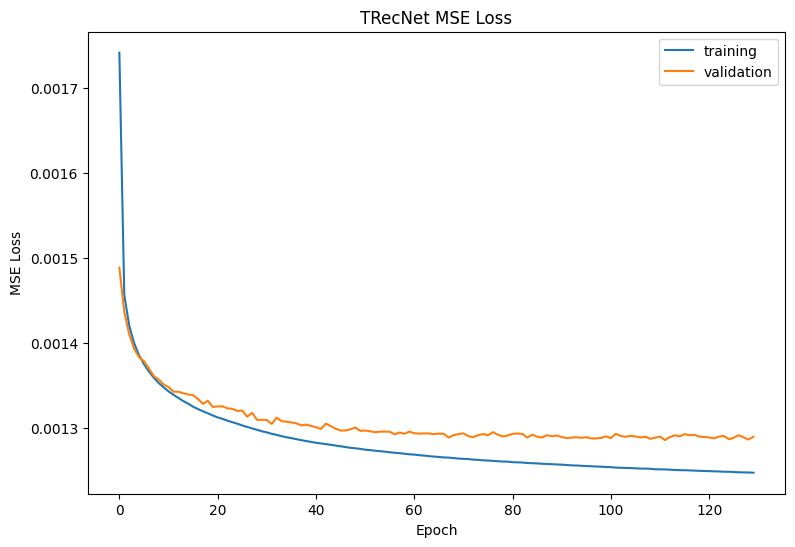 TRecNet MSE Loss
training
validation
MSE Loss
0.0017
0.0016
0.0015
0.0014
0.0013
0
20
40
60
80
100
120
Epoch